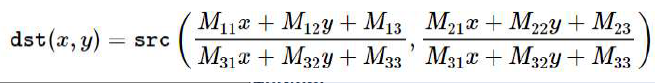 dst(x, y) = src ( (M₁₁x + M₁₂y + M₁₃) / (M₃₁x + M₃₂y + M₃₃) , (M₂₁x + M₂₂y + M₂₃) / (M₃₁x + M₃₂y + M₃₃) )